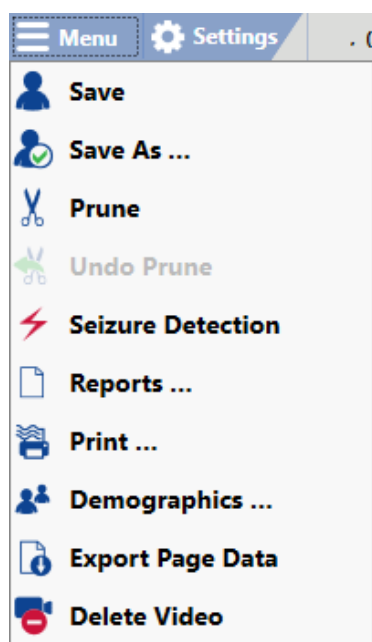 Menu Settings
Save
Save As ...
Prune
Undo Prune
Seizure Detection
Reports ...
Print ...
Demographics ...
Export Page Data
Delete Video